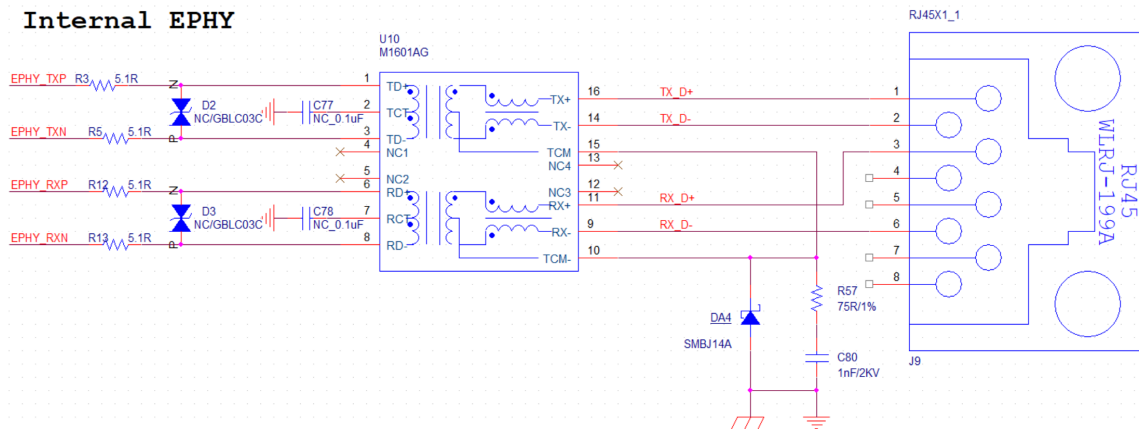 Internal EPHY
RJ45X1_1
U10
M1601AG
EPHY_TXP R3 5.1R N 1 TD+
D2
NC/GBLC03C
C77
NC_0.1uF
2 TCT
EPHY_TXN R5 5.1R P 3 TD-
4 NC1
5 NC2
EPHY_RXP R12 5.1R N 6 RD+
D3
NC/GBLC03C
C78
NC_0.1uF
7 RCT
EPHY_RXN R13 5.1R P 8 RD-
TX+ 16 TX_D+ 1
TX- 14 TX_D- 2
TCM 15 3
NC4 13 4
NC3 12 5
RX+ 11 RX_D+
RX- 9 RX_D- 6
TCM- 10 7
8
R57
75R/1%
DA4
SMBJ14A
C80
1nF/2KV
J9
RJ45
WLRJ-199A